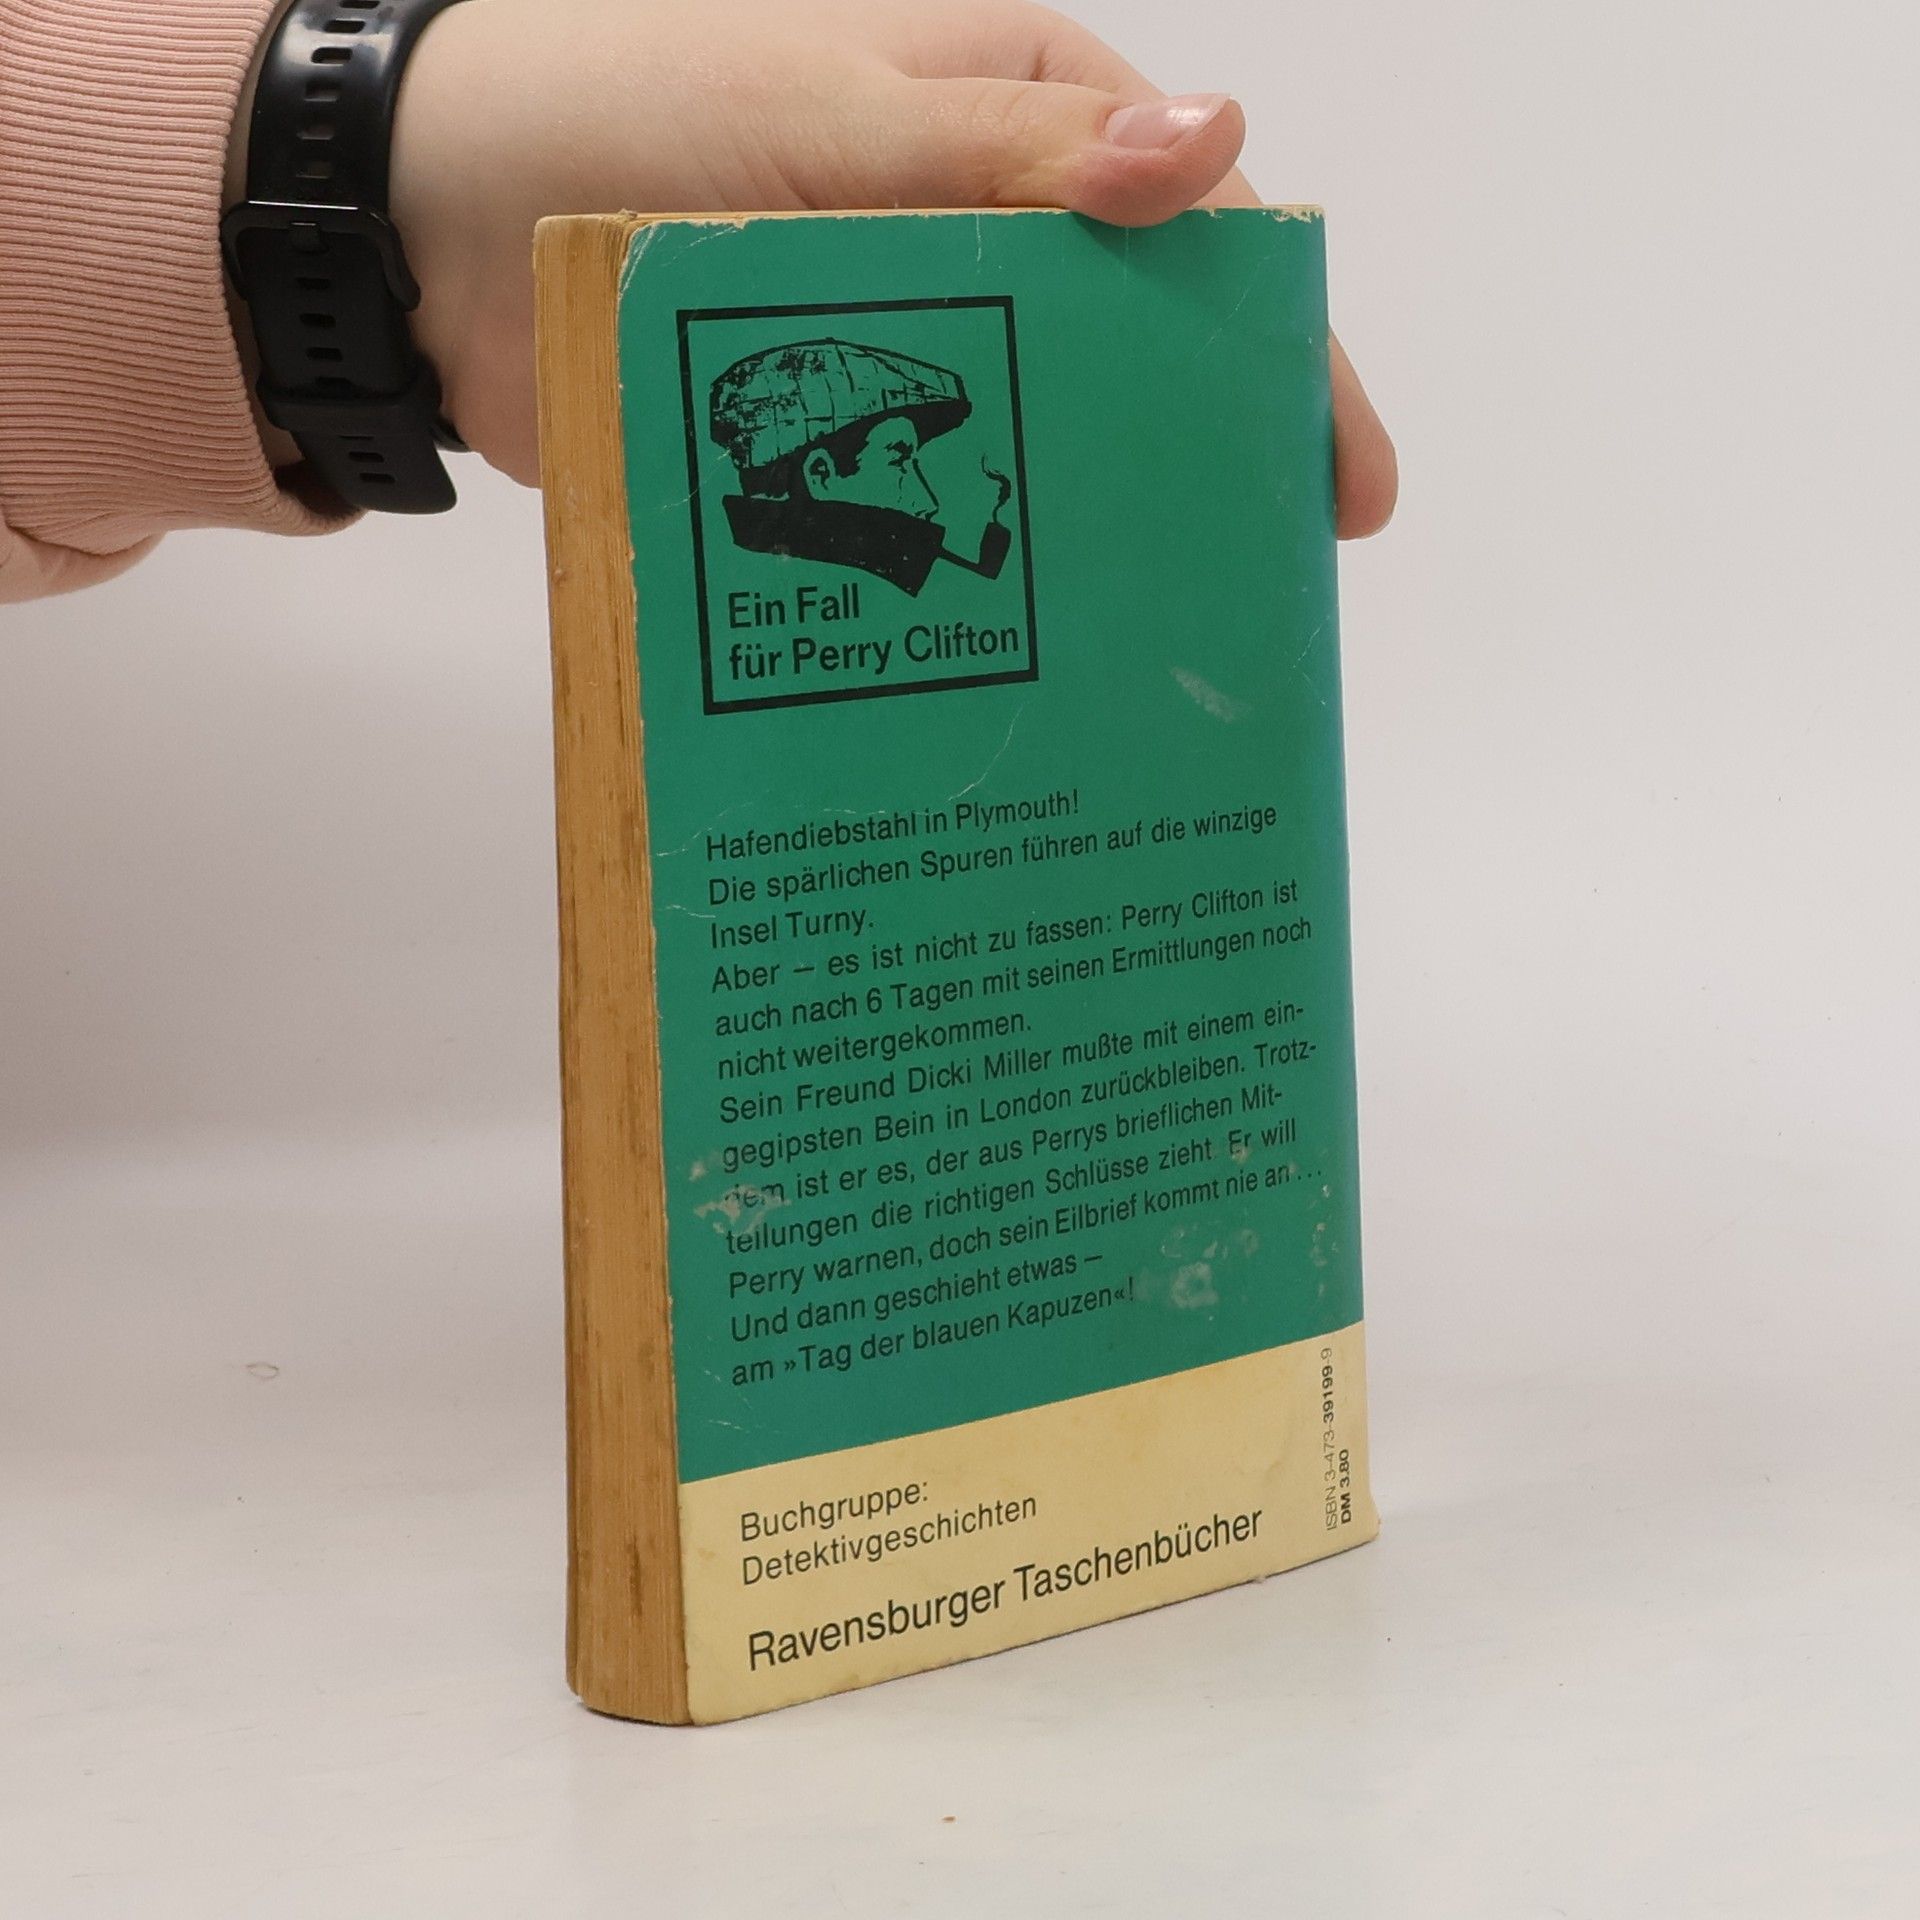 Ein Fall
für Perry Clifton
Hafendiebstahl in Plymouth!
Die spärlichen Spuren führen auf die winzige
Insel Turny.
Aber – es ist nicht zu fassen: Perry Clifton ist
auch nach 6 Tagen mit seinen Ermittlungen noch
nicht weitergekommen.
Sein Freund Dicki Miller mußte mit einem ein-
gegipsten Bein in London zurückbleiben. Trotz-
dem ist er es, der aus Perrys brieflichen Mit-
teilungen die richtigen Schlüsse zieht. Er will
Perry warnen, doch sein Eilbrief kommt nie an...
Und dann geschieht etwas –
am »Tag der blauen Kapuzen«!
Buchgruppe:
Detektivgeschichten
Ravensburger Taschenbücher
ISBN 3-473-39199-9
DM 3.80